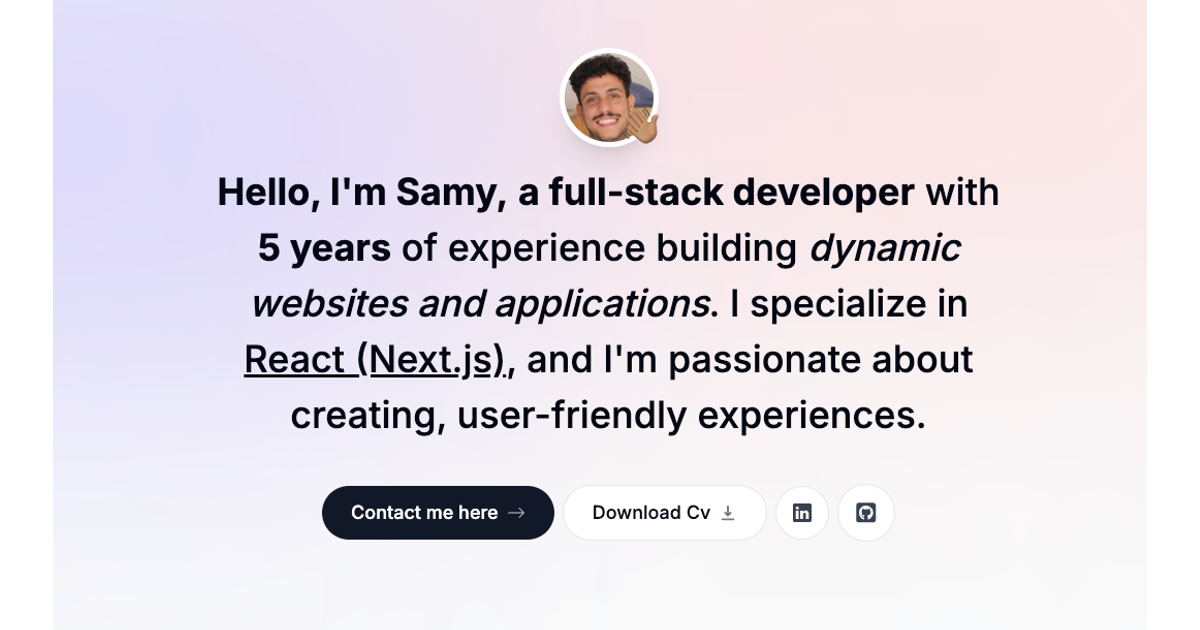 Hello, I'm Samy, a full-stack developer with
5 years of experience building dynamic
websites and applications. I specialize in
React (Next.js), and I'm passionate about
creating, user-friendly experiences.
Contact me here
Download Cv
in